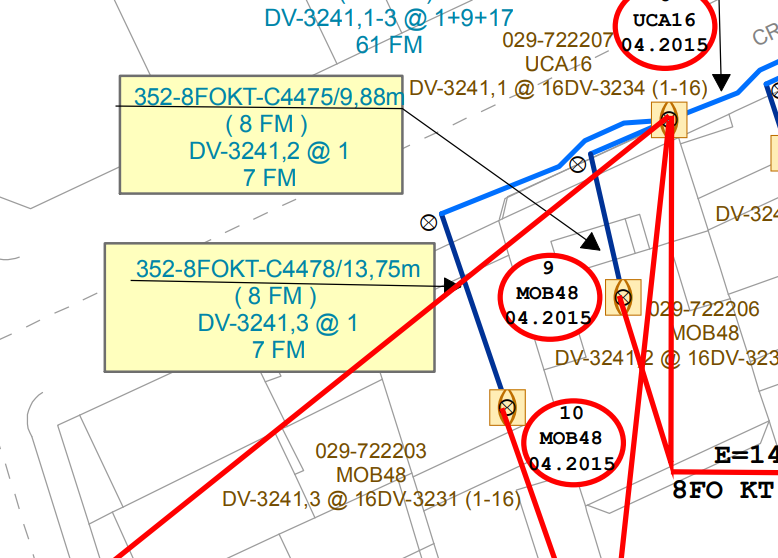 DV-3241,1-3 @ 1+9+17
61 FM
UCA16
04.2015
029-722207
UCA16
DV-3241,1 @ 16DV-3234 (1-16)
352-8FOKT-C4475/9,88m
( 8 FM )
DV-3241,2 @ 1
7 FM
352-8FOKT-C4478/13,75m
( 8 FM )
DV-3241,3 @ 1
7 FM
9
MOB48
04.2015
029-722206
MOB48
DV-3241,2 @ 16DV-323
DV-324
10
MOB48
04.2015
029-722203
MOB48
DV-3241,3 @ 16DV-3231 (1-16)
E=14
8FO KT
CR